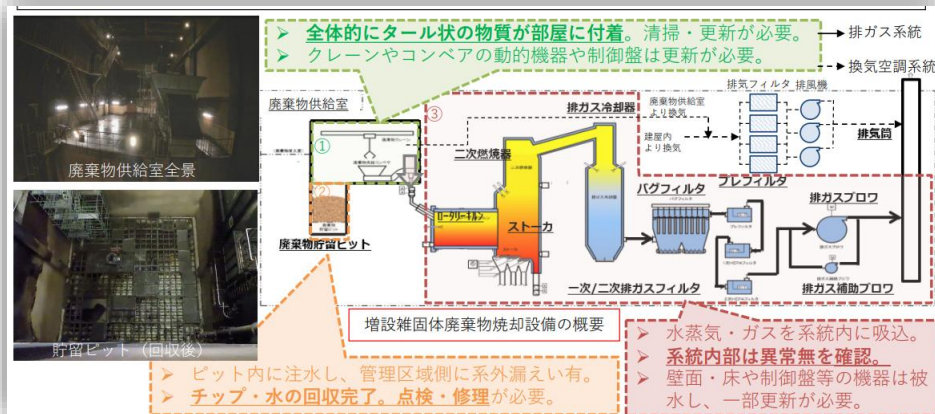 ➢ 全体的にタール状の物質が部屋に付着。清掃・更新が必要。
➢ クレーンやコンベアの動的機器や制御盤は更新が必要。
排ガス系統
換気空調系統
廃棄物供給室全景
廃棄物供給室
①
②
③
廃棄物クレーン
廃棄物貯留ピット
二次燃焼器
排ガス冷却器
廃棄物供給室
より換気
建屋内
より換気
排気フィルタ
排風機
排気筒
ロータリーキルン
ストーカ
バグフィルタ
プレフィルタ
排ガスブロワ
一次/二次排ガスフィルタ
排ガス補助ブロワ
貯留ピット（回収後）
増設雑固体廃棄物焼却設備の概要
➢ ピット内に注水し、管理区域側に系外漏えい有。
➢ チップ・水の回収完了。点検・修理が必要。
➢ 水蒸気・ガスを系統内に吸込。
➢ 系統内部は異常無を確認。
➢ 壁面・床や制御盤等の機器は被
水し、一部更新が必要。